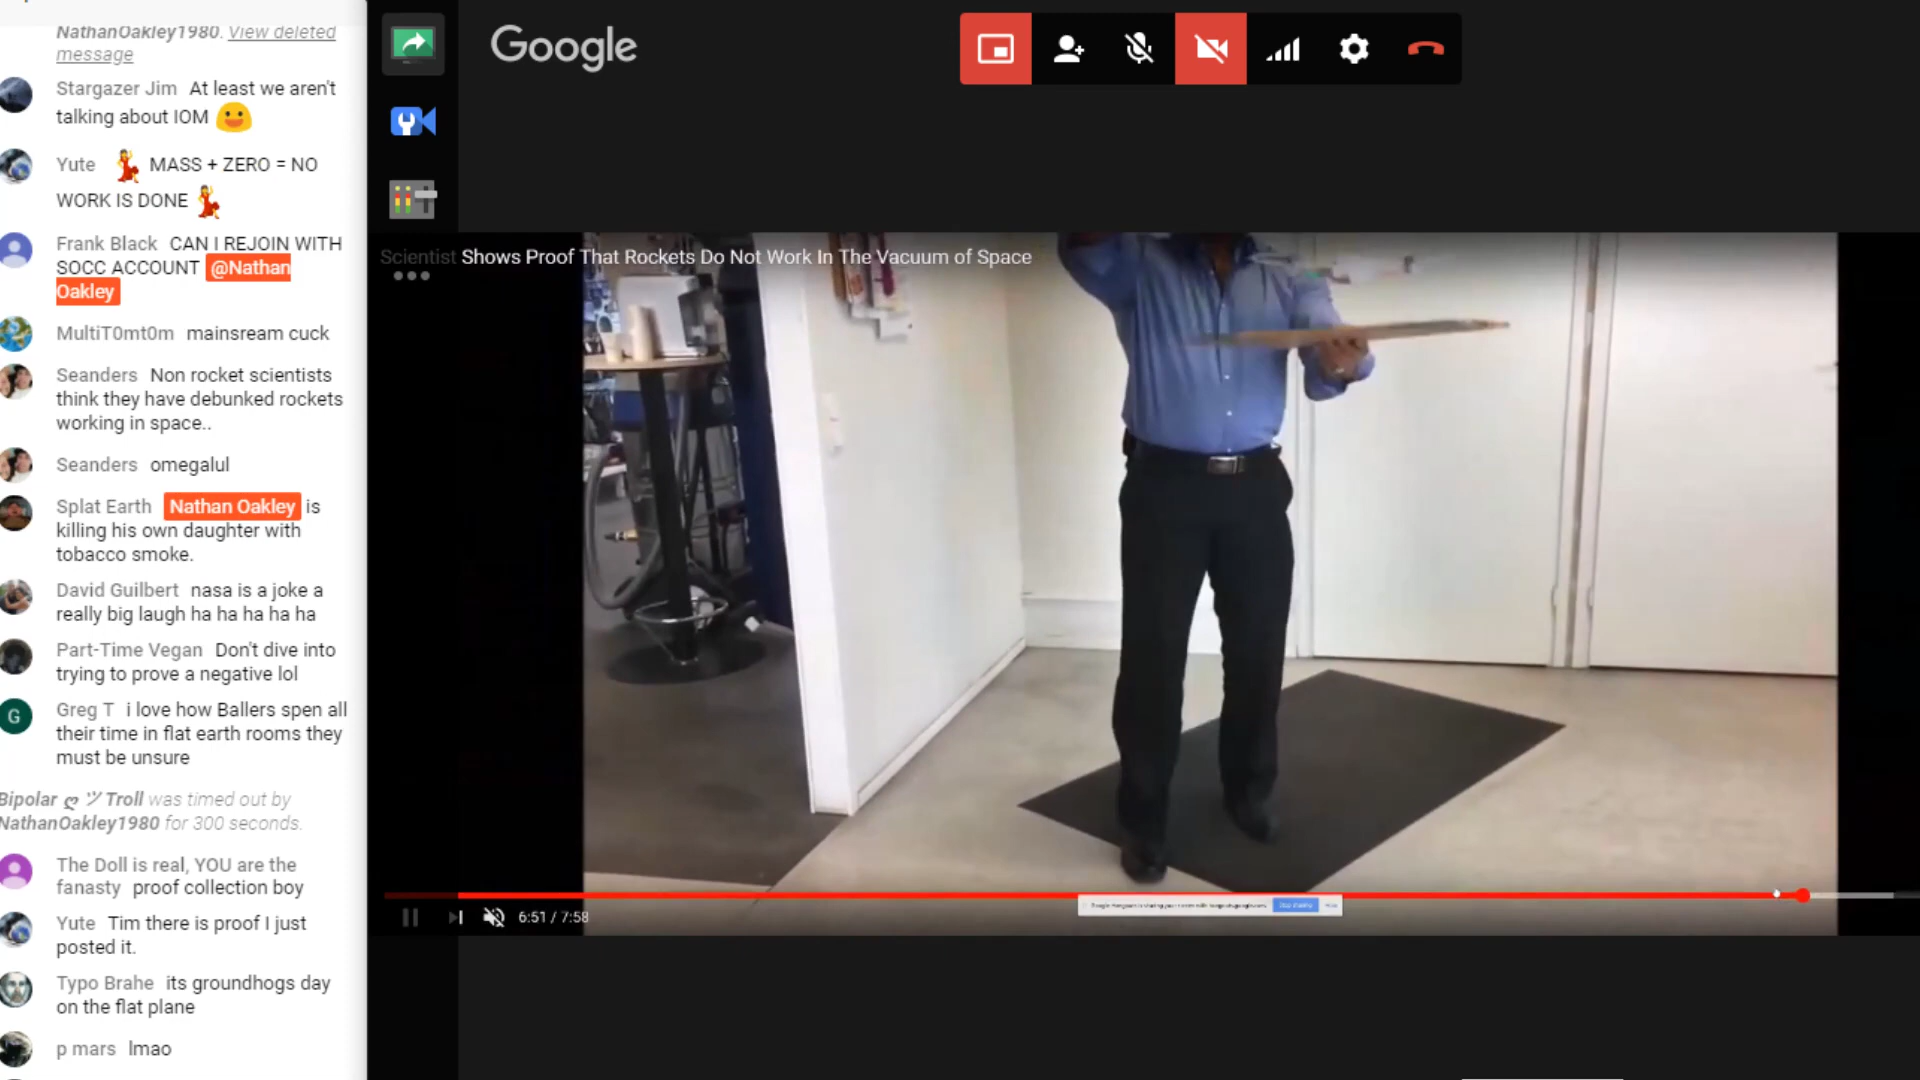 NathanOakley1980. View deleted
message
Stargazer Jim At least we aren't
talking about IOM
Yute MASS + ZERO = NO
WORK IS DONE
Frank Black CAN I REJOIN WITH
SOCC ACCOUNT @Nathan
Oakley
MultiT0mt0m mainsream cuck
Seanders Non rocket scientists
think they have debunked rockets
working in space..
Seanders omegalul
Splat Earth Nathan Oakley is
killing his own daughter with
tobacco smoke.
David Guilbert nasa is a joke a
really big laugh ha ha ha ha ha
Part-Time Vegan Don't dive into
trying to prove a negative lol
G
Greg T i love how Ballers spen all
their time in flat earth rooms they
must be unsure
Bipolar ღ ツ Troll was timed out by
NathanOakley1980 for 300 seconds.
The Doll is real, YOU are the
fanasty proof collection boy
Yute Tim there is proof I just
posted it.
Typo Brahe its groundhogs day
on the flat plane
p mars lmao
Google
Scientist Shows Proof That Rockets Do Not Work In The Vacuum of Space
6:51 / 7:58